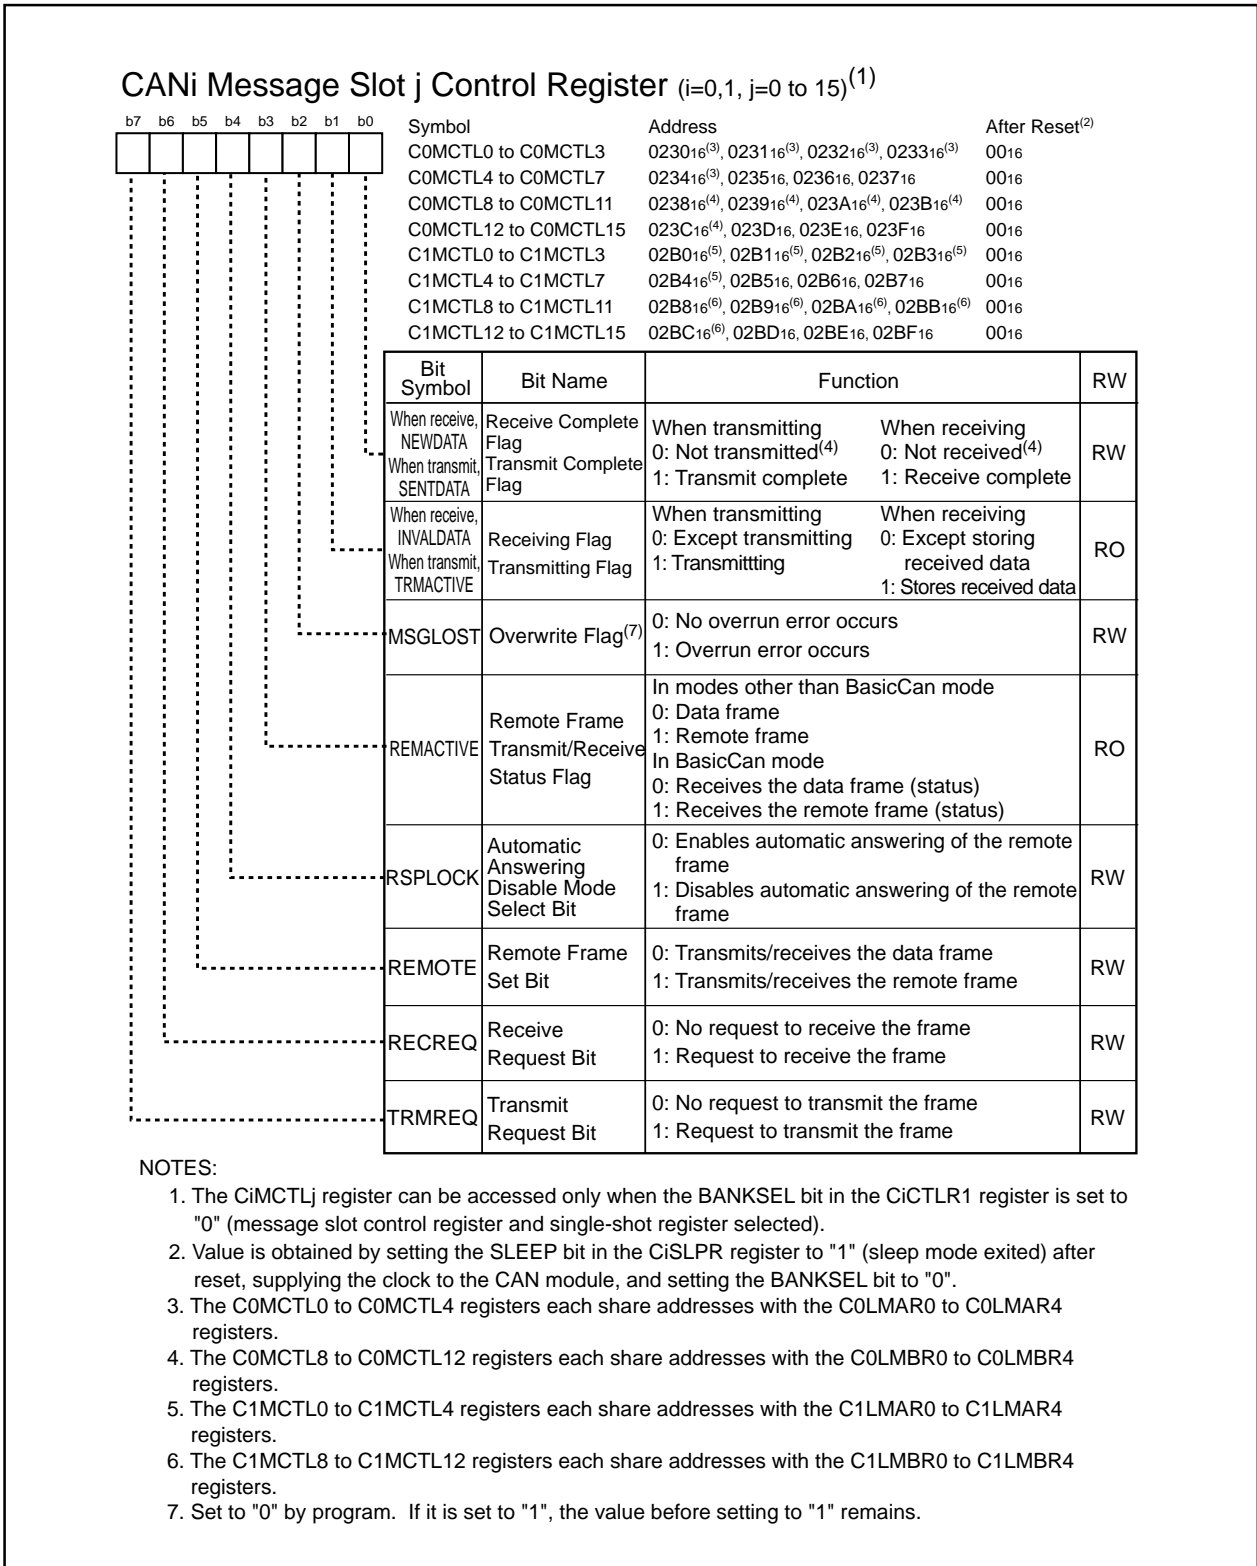 CANi Message Slot j Control Register (i=0,1, j=0 to 15)(1)
b7 b6 b5 b4 b3 b2 b1 b0
Symbol Address After Reset(2)
C0MCTL0 to C0MCTL3 023016(3), 023116(3), 023216(3), 023316(3) 0016
C0MCTL4 to C0MCTL7 023416(3), 023516, 023616, 023716 0016
C0MCTL8 to C0MCTL11 023816(4), 023916(4), 023A16(4), 023B16(4) 0016
C0MCTL12 to C0MCTL15 023C16(4), 023D16, 023E16, 023F16 0016
C1MCTL0 to C1MCTL3 02B016(5), 02B116(5), 02B216(5), 02B316(5) 0016
C1MCTL4 to C1MCTL7 02B416(5), 02B516, 02B616, 02B716 0016
C1MCTL8 to C1MCTL11 02B816(6), 02B916(6), 02BA16(6), 02BB16(6) 0016
C1MCTL12 to C1MCTL15 02BC16(6), 02BD16, 02BE16, 02BF16 0016
Bit
Symbol
Bit Name
Function
RW
When receive,
NEWDATA
When transmit,
SENTDATA
Receive Complete
Flag
Transmit Complete
Flag
When transmitting
0: Not transmitted(4)
1: Transmit complete
When receiving
0: Not received(4)
1: Receive complete
RW
When receive,
INVALDATA
When transmit,
TRMACTIVE
Receiving Flag
Transmitting Flag
When transmitting
0: Except transmitting
1: Transmittting
When receiving
0: Except storing
received data
1: Stores received data
RO
MSGLOST
Overwrite Flag(7)
0: No overrun error occurs
1: Overrun error occurs
RW
REMACTIVE
Remote Frame
Transmit/Receive
Status Flag
In modes other than BasicCan mode
0: Data frame
1: Remote frame
In BasicCan mode
0: Receives the data frame (status)
1: Receives the remote frame (status)
RO
RSPLOCK
Automatic
Answering
Disable Mode
Select Bit
0: Enables automatic answering of the remote
frame
1: Disables automatic answering of the remote
frame
RW
REMOTE
Remote Frame
Set Bit
0: Transmits/receives the data frame
1: Transmits/receives the remote frame
RW
RECREQ
Receive
Request Bit
0: No request to receive the frame
1: Request to receive the frame
RW
TRMREQ
Transmit
Request Bit
0: No request to transmit the frame
1: Request to transmit the frame
RW
NOTES:
1. The CiMCTLj register can be accessed only when the BANKSEL bit in the CiCTLR1 register is set to
"0" (message slot control register and single-shot register selected).
2. Value is obtained by setting the SLEEP bit in the CiSLPR register to "1" (sleep mode exited) after
reset, supplying the clock to the CAN module, and setting the BANKSEL bit to "0".
3. The C0MCTL0 to C0MCTL4 registers each share addresses with the C0LMAR0 to C0LMAR4
registers.
4. The C0MCTL8 to C0MCTL12 registers each share addresses with the C0LMBR0 to C0LMBR4
registers.
5. The C1MCTL0 to C1MCTL4 registers each share addresses with the C1LMAR0 to C1LMAR4
registers.
6. The C1MCTL8 to C1MCTL12 registers each share addresses with the C1LMBR0 to C1LMBR4
registers.
7. Set to "0" by program. If it is set to "1", the value before setting to "1" remains.